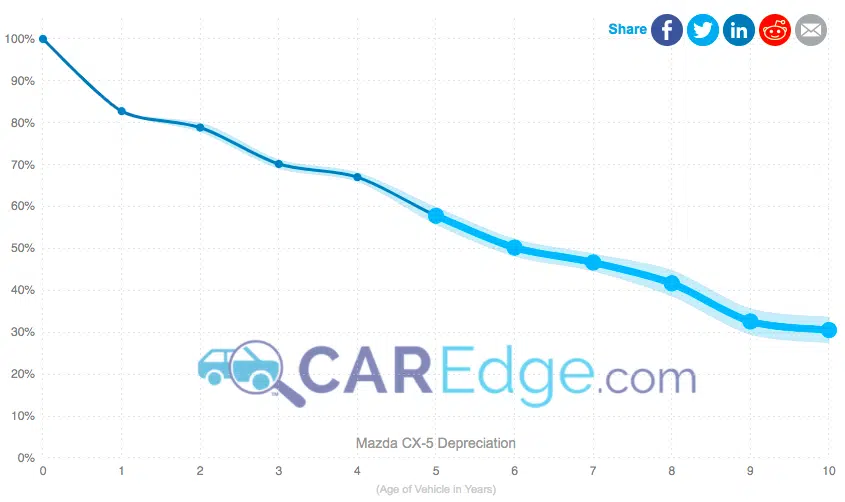 Share
100%
90%
80%
70%
60%
50%
40%
30%
20%
10%
0%
CAREdge.com
TM
Mazda CX-5 Depreciation
0 1 2 3 4 5 6 7 8 9 10
(Age of Vehicle in Years)